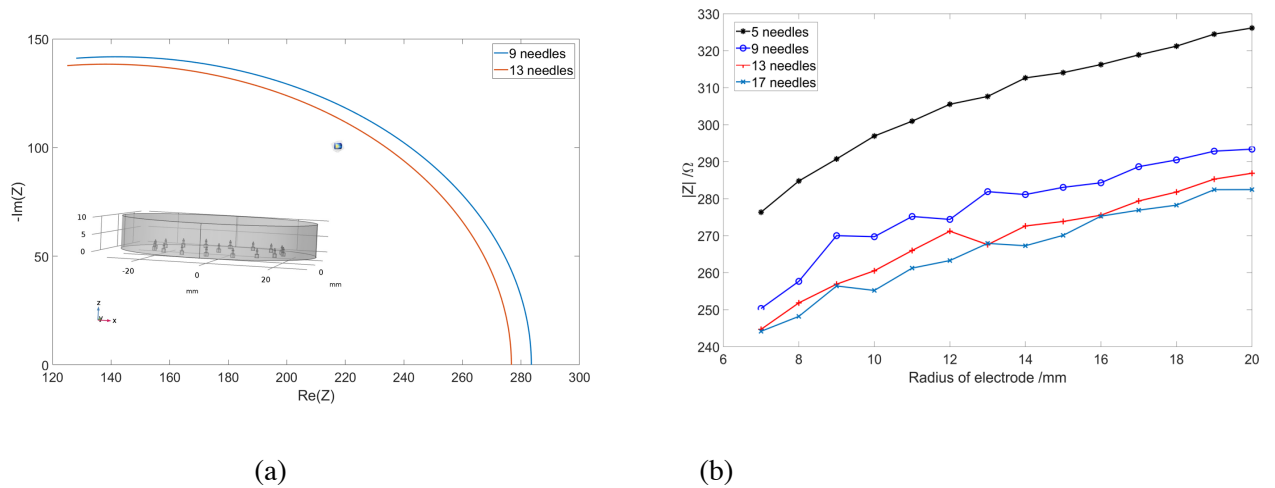 150
100
50
0
-Im(Z)
9 needles
13 needles
10
5
0
-20
0
20
0
mm
mm
z
y
x
120 140 160 180 200 220 240 260 280 300
Re(Z)
(a)
330
320
310
300
290
280
270
260
250
240
|Z| /Ω
5 needles
9 needles
13 needles
17 needles
6 8 10 12 14 16 18 20
Radius of electrode /mm
(b)